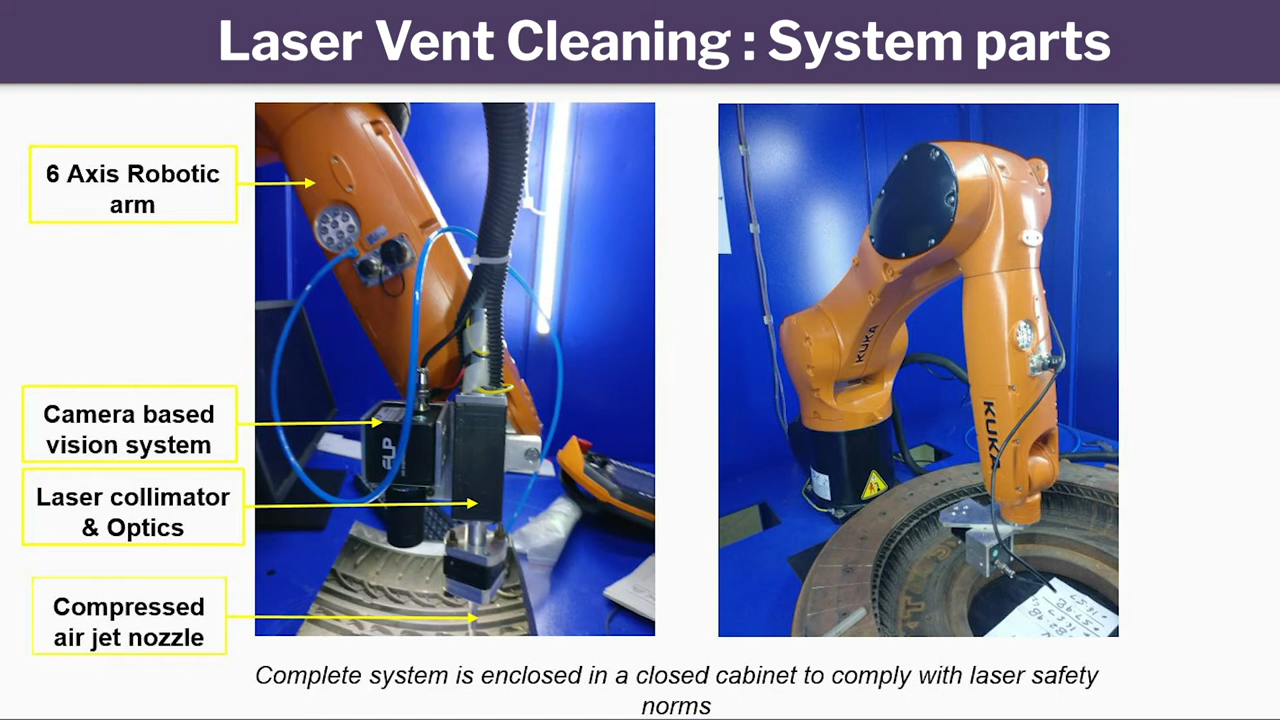 Laser Vent Cleaning : System parts
6 Axis Robotic
arm
Camera based
vision system
Laser collimator
& Optics
Compressed
air jet nozzle
ELP
KUKA
KUKA
Complete system is enclosed in a closed cabinet to comply with laser safety
norms